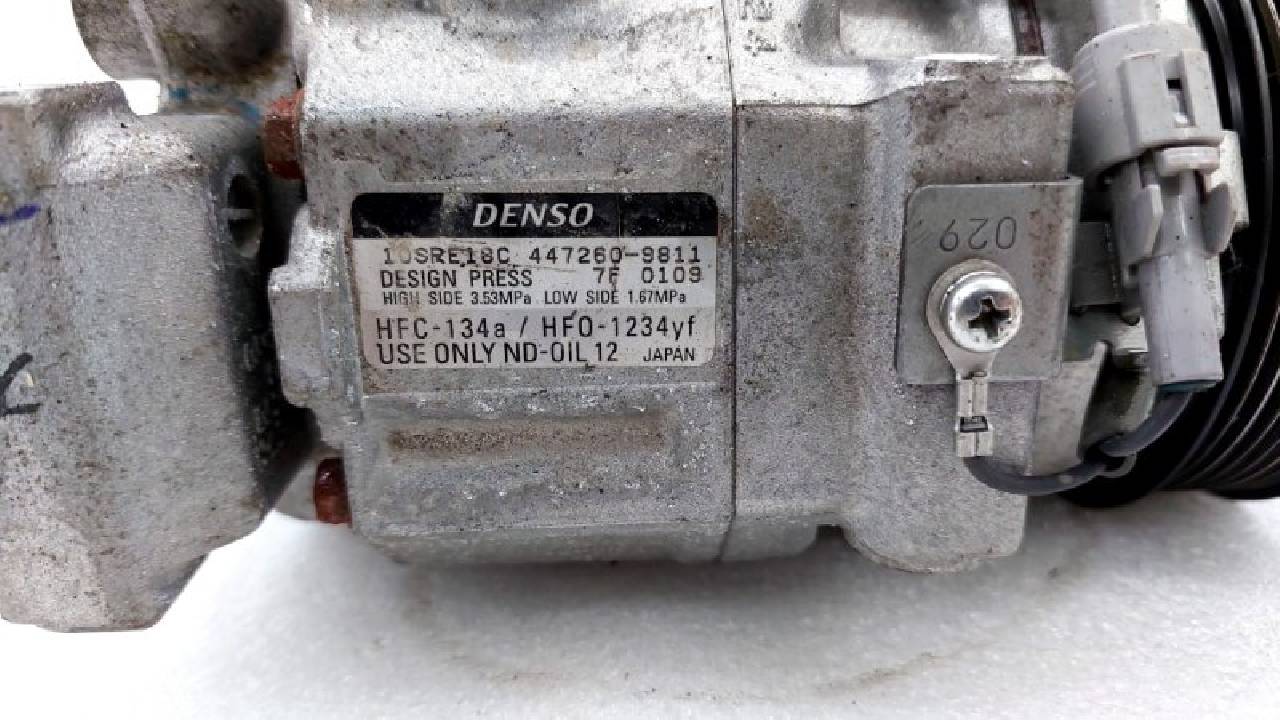 DENSO
10SRE18C 447260-9811
DESIGN PRESS 7F 0109
HIGH SIDE 3.53MPa LOW SIDE 1.67MPa
HFC-134a / HFO-1234yf
USE ONLY ND-OIL 12 JAPAN
029